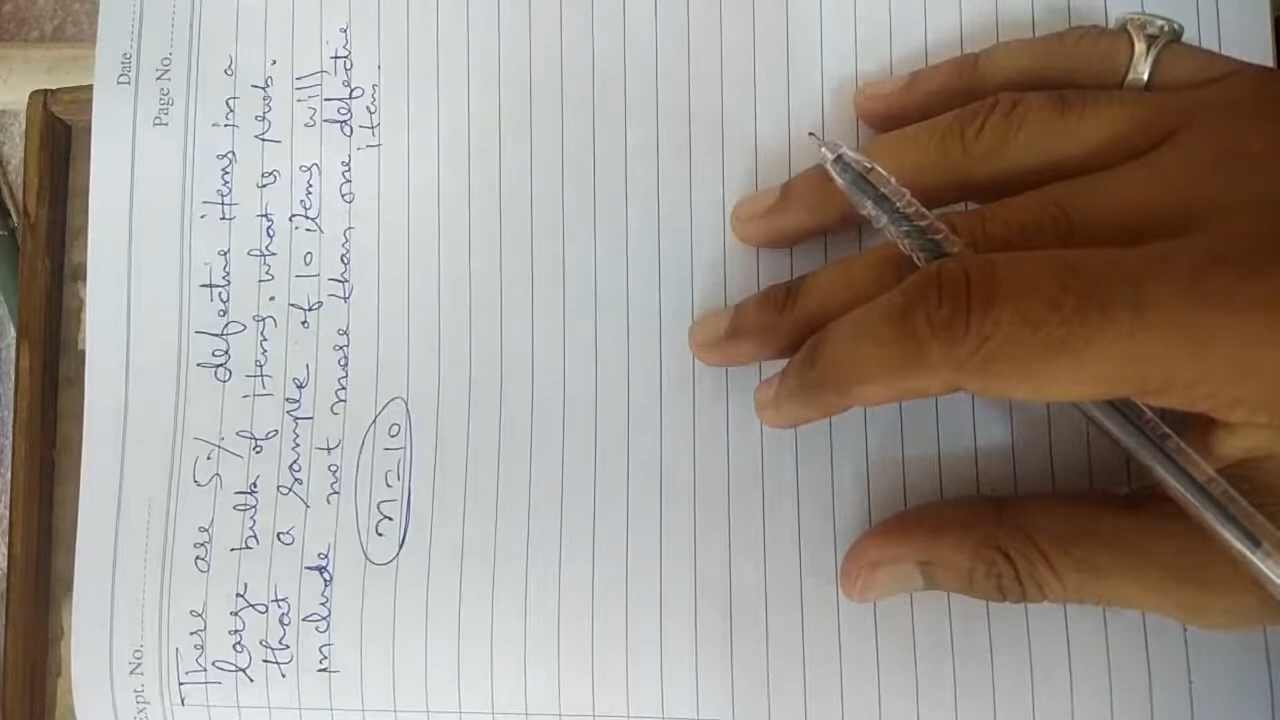 Date..........
Expt. No...............
Page No...........
There are 5% defective items in a
large bulk of items. what is prob.
that a sample of 10 items will
include not more than one defectie
item.
n=10